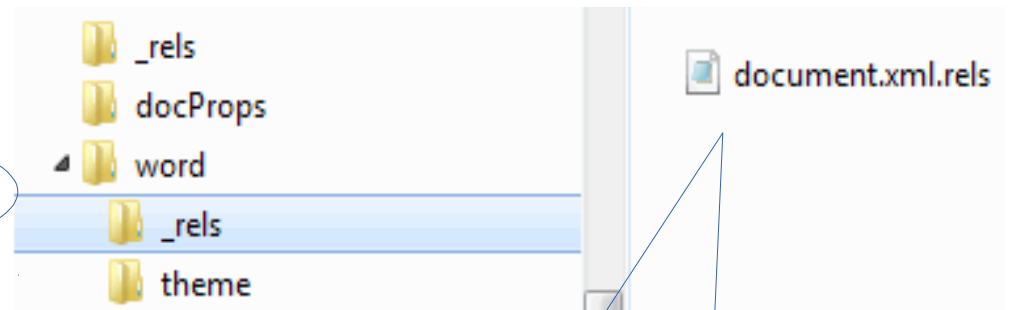 _rels
docProps
word
_rels
theme
document.xml.rels